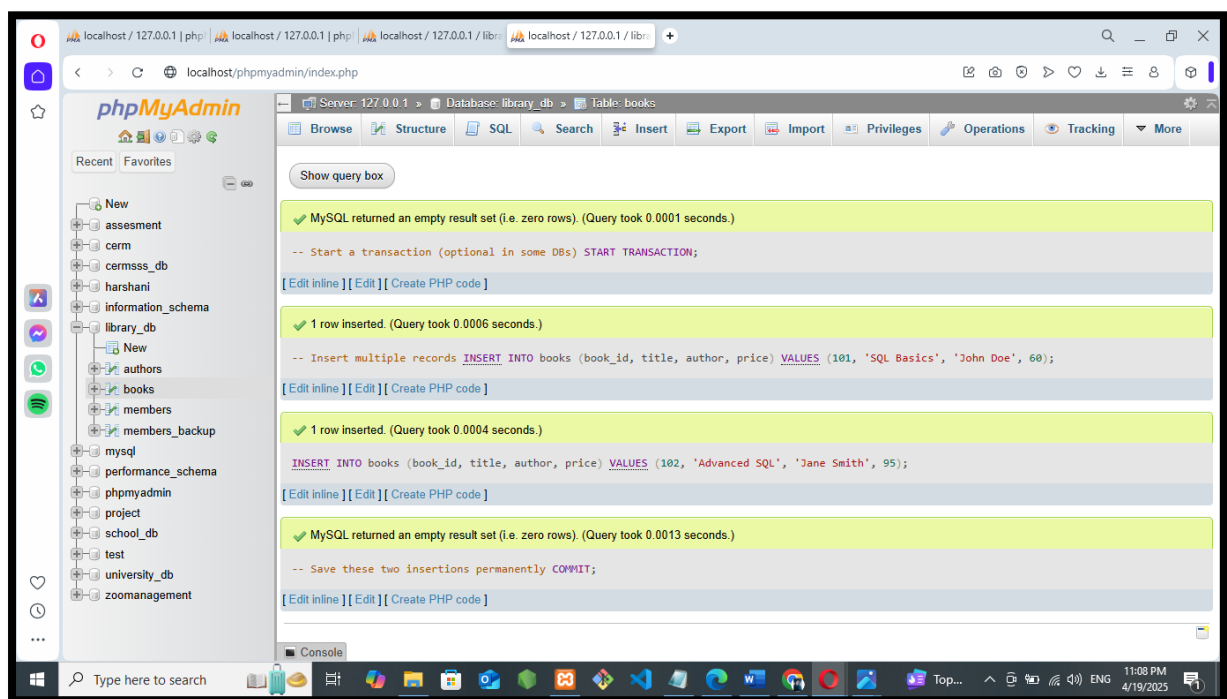 localhost / 127.0.0.1 | php
localhost / 127.0.0.1 | php
localhost / 127.0.0.1 / libra
localhost / 127.0.0.1 / libra
localhost/phpmyadmin/index.php
phpMyAdmin
Recent Favorites
New
assesment
cerm
cermsss_db
harshani
information_schema
library_db
New
authors
books
members
members_backup
mysql
performance_schema
phpmyadmin
project
school_db
test
university_db
zoomanagement
Server: 127.0.0.1 » Database: library_db » Table: books
Browse Structure SQL Search Insert Export Import Privileges Operations Tracking More
Show query box
MySQL returned an empty result set (i.e. zero rows). (Query took 0.0001 seconds.)
-- Start a transaction (optional in some DBs) START TRANSACTION;
[ Edit inline ] [ Edit ] [ Create PHP code ]
1 row inserted. (Query took 0.0006 seconds.)
-- Insert multiple records INSERT INTO books (book_id, title, author, price) VALUES (101, 'SQL Basics', 'John Doe', 60);
[ Edit inline ] [ Edit ] [ Create PHP code ]
1 row inserted. (Query took 0.0004 seconds.)
INSERT INTO books (book_id, title, author, price) VALUES (102, 'Advanced SQL', 'Jane Smith', 95);
[ Edit inline ] [ Edit ] [ Create PHP code ]
MySQL returned an empty result set (i.e. zero rows). (Query took 0.0013 seconds.)
-- Save these two insertions permanently COMMIT;
[ Edit inline ] [ Edit ] [ Create PHP code ]
Console
Type here to search
Top...
ENG
11:08 PM
4/19/2025